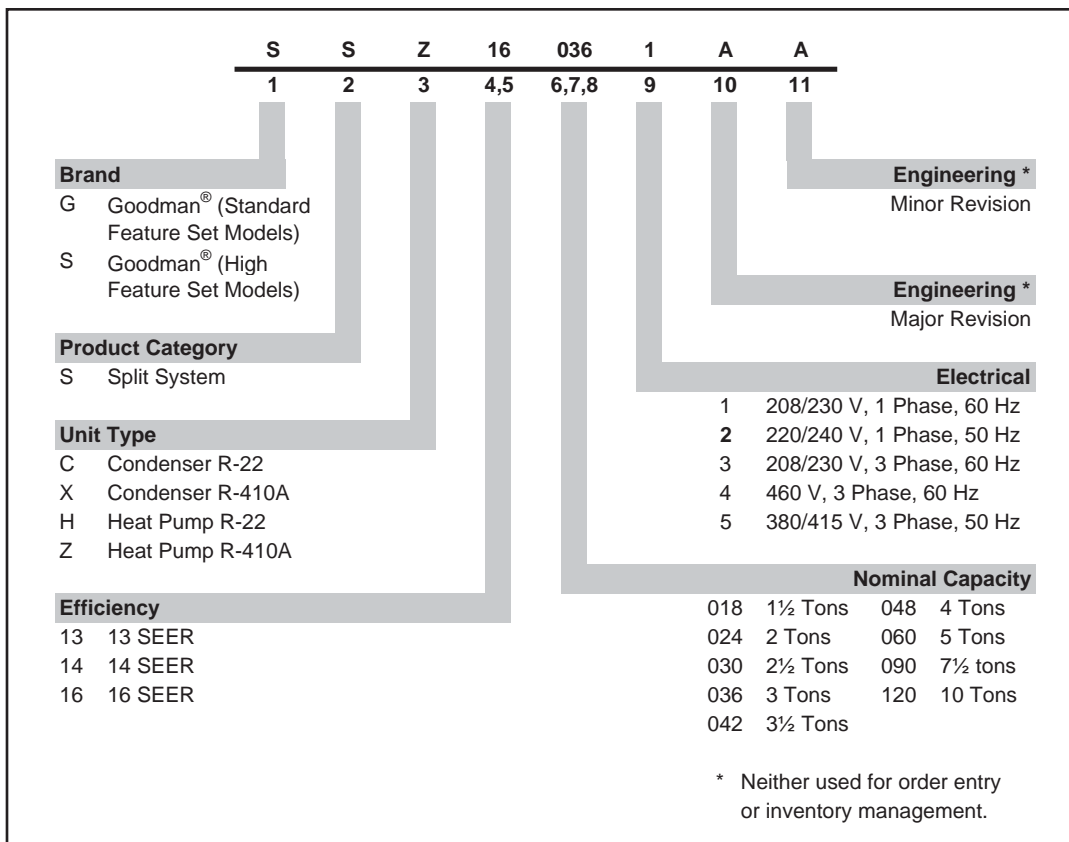 S S Z 16 036 1 A A
1 2 3 4,5 6,7,8 9 10 11
Brand
G Goodman® (Standard
Feature Set Models)
S Goodman® (High
Feature Set Models)
Product Category
S Split System
Unit Type
C Condenser R-22
X Condenser R-410A
H Heat Pump R-22
Z Heat Pump R-410A
Efficiency
13 13 SEER
14 14 SEER
16 16 SEER
Engineering *
Minor Revision
Engineering *
Major Revision
Electrical
1 208/230 V, 1 Phase, 60 Hz
2 220/240 V, 1 Phase, 50 Hz
3 208/230 V, 3 Phase, 60 Hz
4 460 V, 3 Phase, 60 Hz
5 380/415 V, 3 Phase, 50 Hz
Nominal Capacity
018 1½ Tons 048 4 Tons
024 2 Tons 060 5 Tons
030 2½ Tons 090 7½ tons
036 3 Tons 120 10 Tons
042 3½ Tons
* Neither used for order entry
or inventory management.